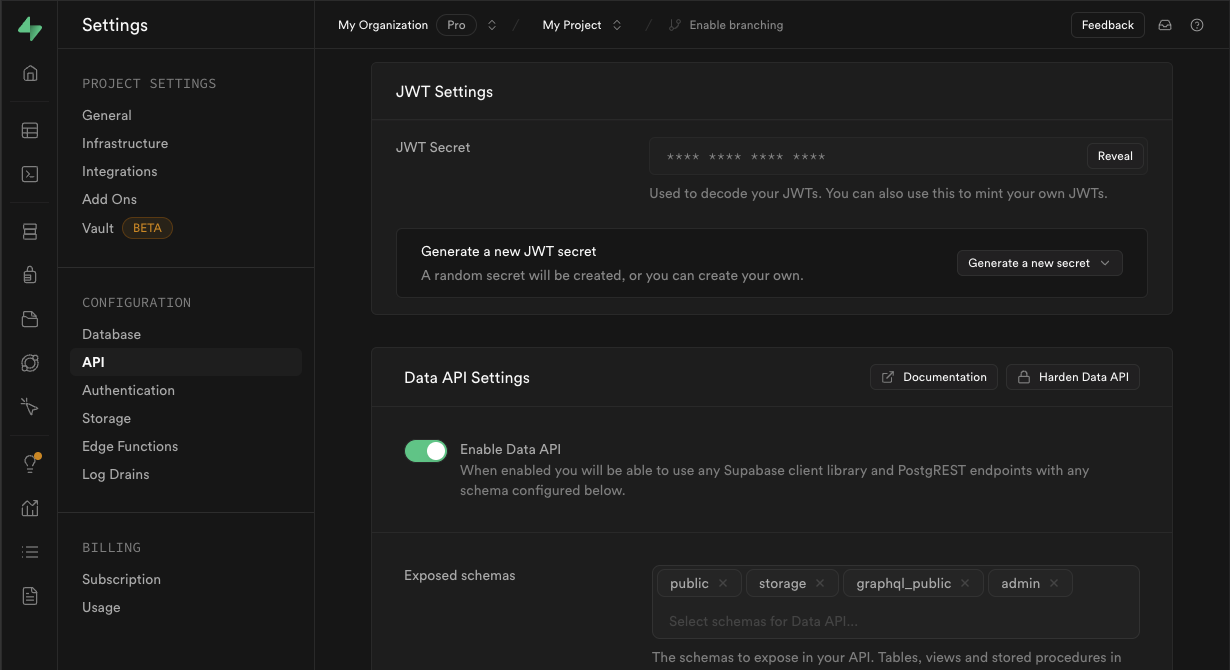 Settings
My Organization Pro / My Project / Enable branching Feedback
PROJECT SETTINGS
General
Infrastructure
Integrations
Add Ons
Vault BETA
CONFIGURATION
Database
API
Authentication
Storage
Edge Functions
Log Drains
BILLING
Subscription
Usage
JWT Settings
JWT Secret
**** **** **** **** Reveal
Used to decode your JWTs. You can also use this to mint your own JWTs.
Generate a new JWT secret
A random secret will be created, or you can create your own.
Generate a new secret
Data API Settings Documentation Harden Data API
Enable Data API
When enabled you will be able to use any Supabase client library and PostgREST endpoints with any
schema configured below.
Exposed schemas
public storage graphql_public admin
Select schemas for Data API...
The schemas to expose in your API. Tables, views and stored procedures in